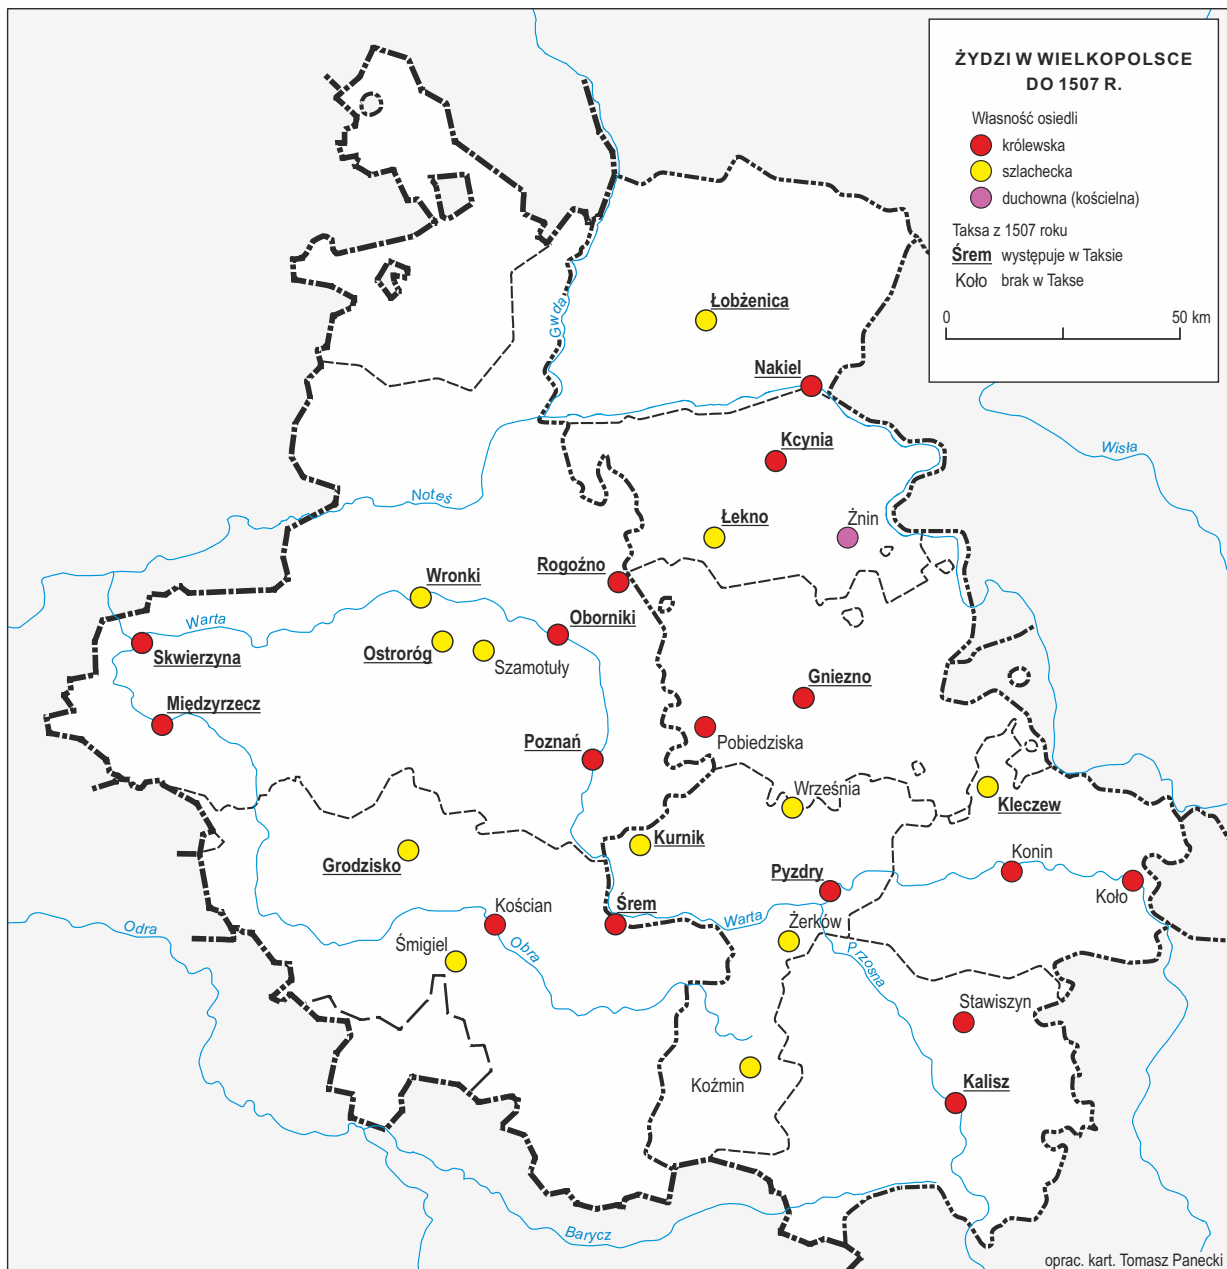 ŻYDZI W WIELKOPOLSCE
DO 1507 R.
Własność osiedli
królewska
szlachecka
duchowna (kościelna)
Taksa z 1507 roku
Śrem występuje w Taksie
Koło brak w Takse
0 50 km
Gwda
Łobżenica
Nakiel
Kcynia
Wisła
Noteś
Łekno
Żnin
Rogoźno
Wronki
Oborniki
Warta
Skwierzyna
Ostroróg
Szamotuły
Międzyrzecz
Gniezno
Poznań
Pobiedziska
Września
Kleczew
Kurnik
Grodzisko
Pyzdry
Konin
Koło
Kościan
Śrem
Warta
Żerków
Odra
Śmigiel
Obra
Przosna
Stawiszyn
Koźmin
Kalisz
Barycz
oprac. kart. Tomasz Panecki